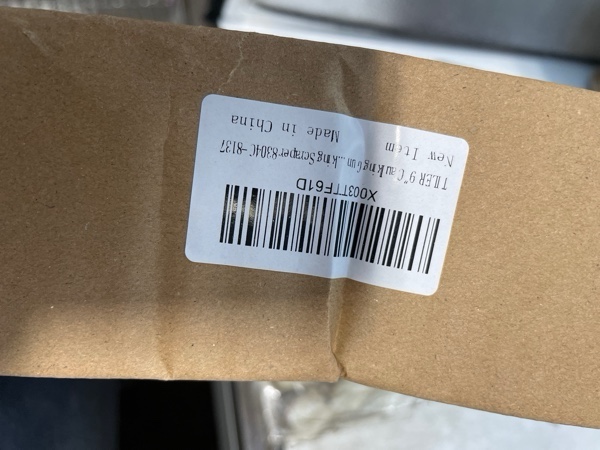 X003TTF61D
TILER 9" Caulking Gun ...king Scraper 8304C-8137
New Item
Made in China